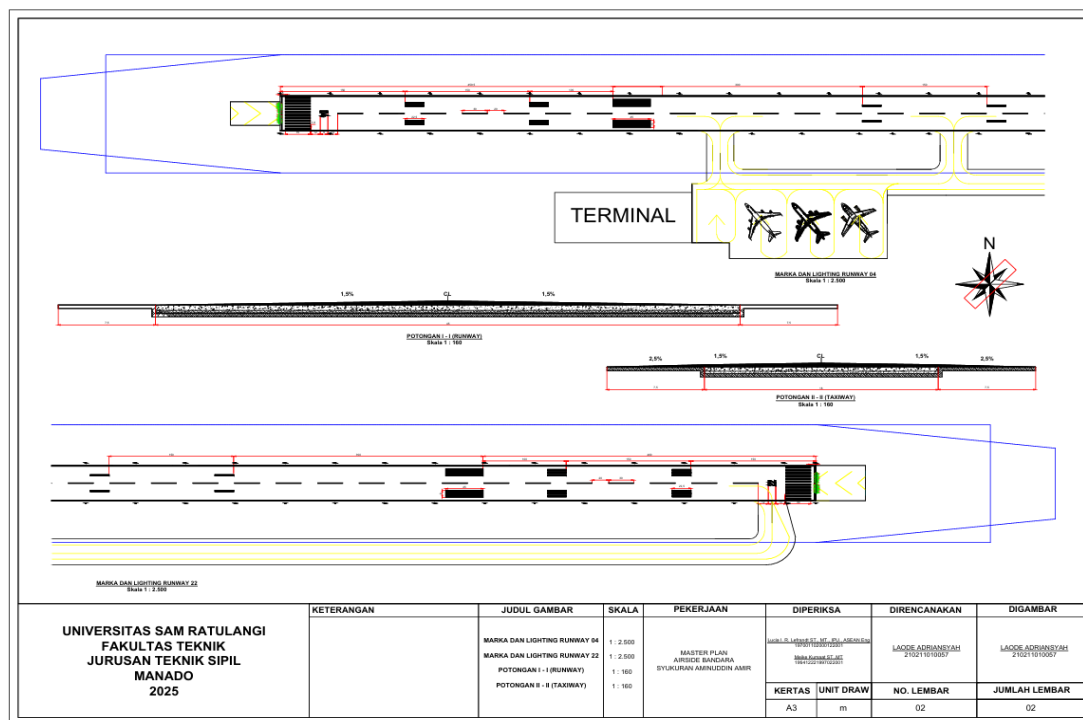 TERMINAL
MARKA DAN LIGHTING RUNWAY 04
Skala 1 : 2.500
N
1,5%
CL
1,5%
POTONGAN I - I (RUNWAY)
Skala 1 : 160
2,5%
1,5%
CL
1,5%
2,5%
POTONGAN II - II (TAXIWAY)
Skala 1 : 160
MARKA DAN LIGHTING RUNWAY 22
Skala 1 : 2.500
UNIVERSITAS SAM RATULANGI
FAKULTAS TEKNIK
JURUSAN TEKNIK SIPIL
MANADO
2025
KETERANGAN
JUDUL GAMBAR
SKALA
MARKA DAN LIGHTING RUNWAY 04
1 : 2.500
MARKA DAN LIGHTING RUNWAY 22
1 : 2.500
POTONGAN I - I (RUNWAY)
1 : 160
POTONGAN II - II (TAXIWAY)
1 : 160
PEKERJAAN
MASTER PLAN
AIRSIDE BANDARA
SYUKURAN AMINUDDIN AMIR
DIPERIKSA
DIRENCANAKAN
LAODE ADRIANSYAH
210211010057
DIGAMBAR
LAODE ADRIANSYAH
210211010057
KERTAS
A3
UNIT DRAW
m
NO. LEMBAR
02
JUMLAH LEMBAR
02